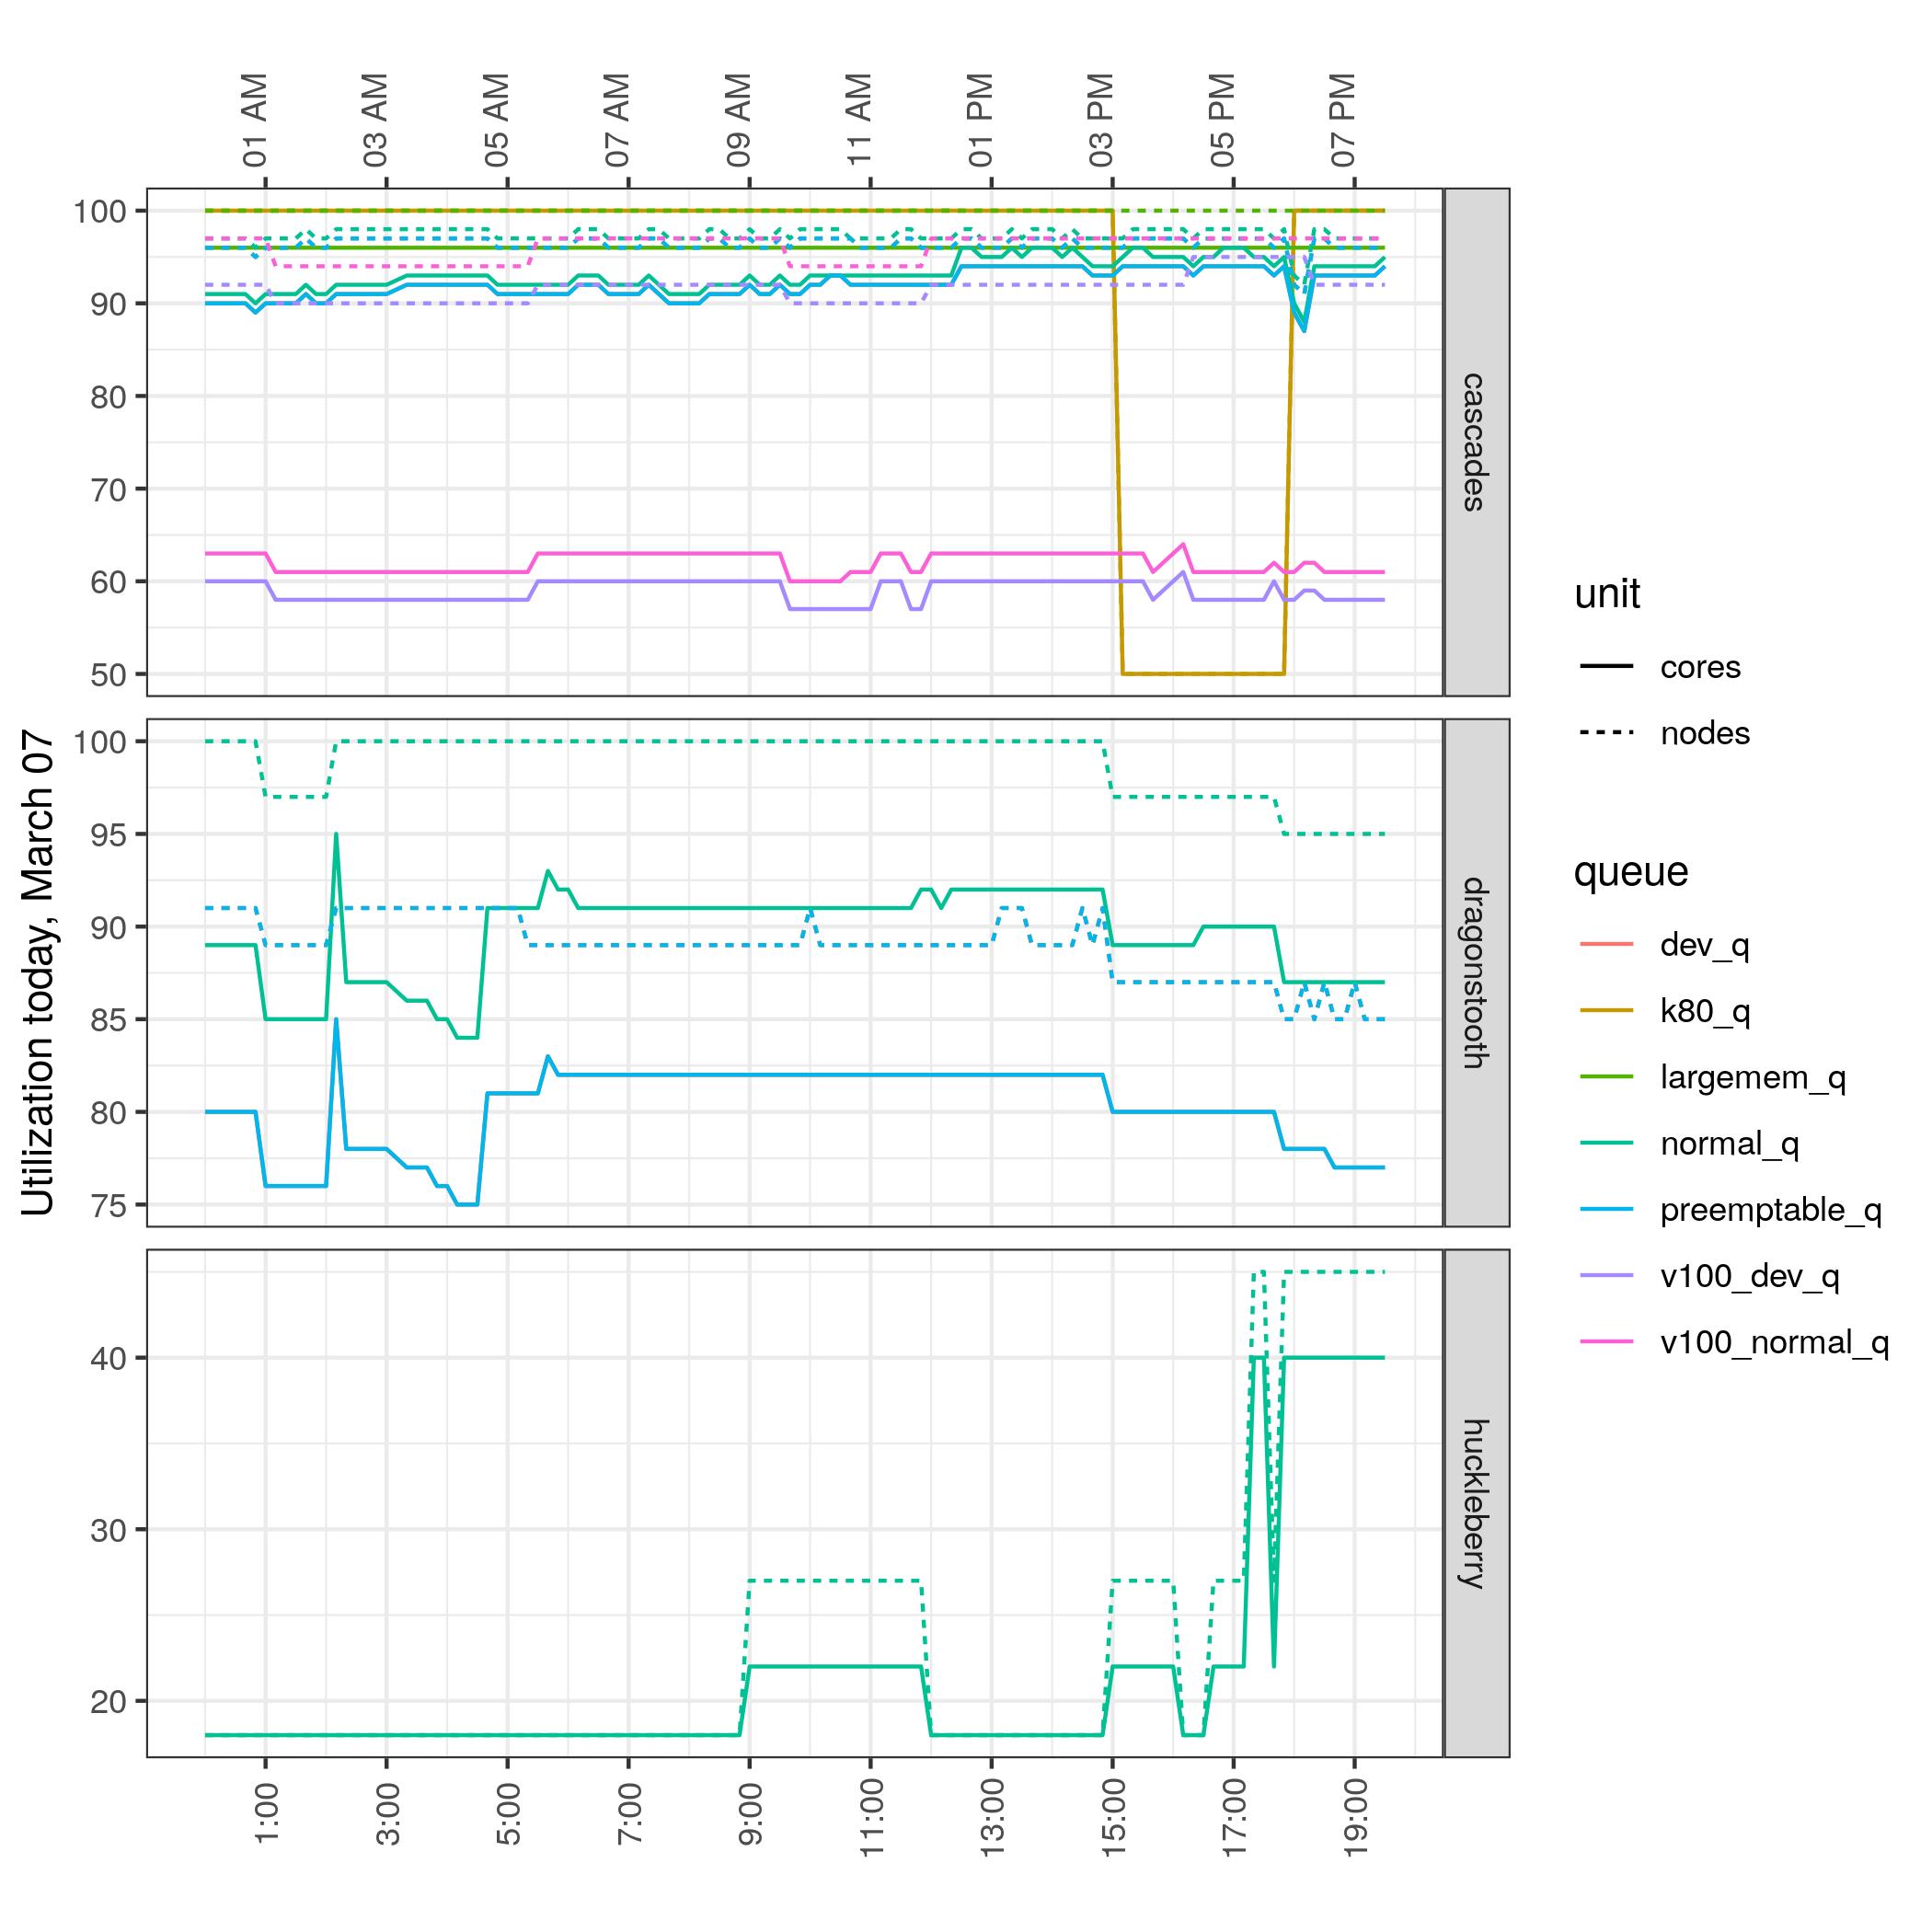 01 AM
03 AM
05 AM
07 AM
09 AM
11 AM
01 PM
03 PM
05 PM
07 PM
Utilization today, March 07
100
90
80
70
60
50
cascades
100
95
90
85
80
75
dragonstooth
40
30
20
huckleberry
1:00
3:00
5:00
7:00
9:00
11:00
13:00
15:00
17:00
19:00
unit
cores
nodes
queue
dev_q
k80_q
largemem_q
normal_q
preemptable_q
v100_dev_q
v100_normal_q